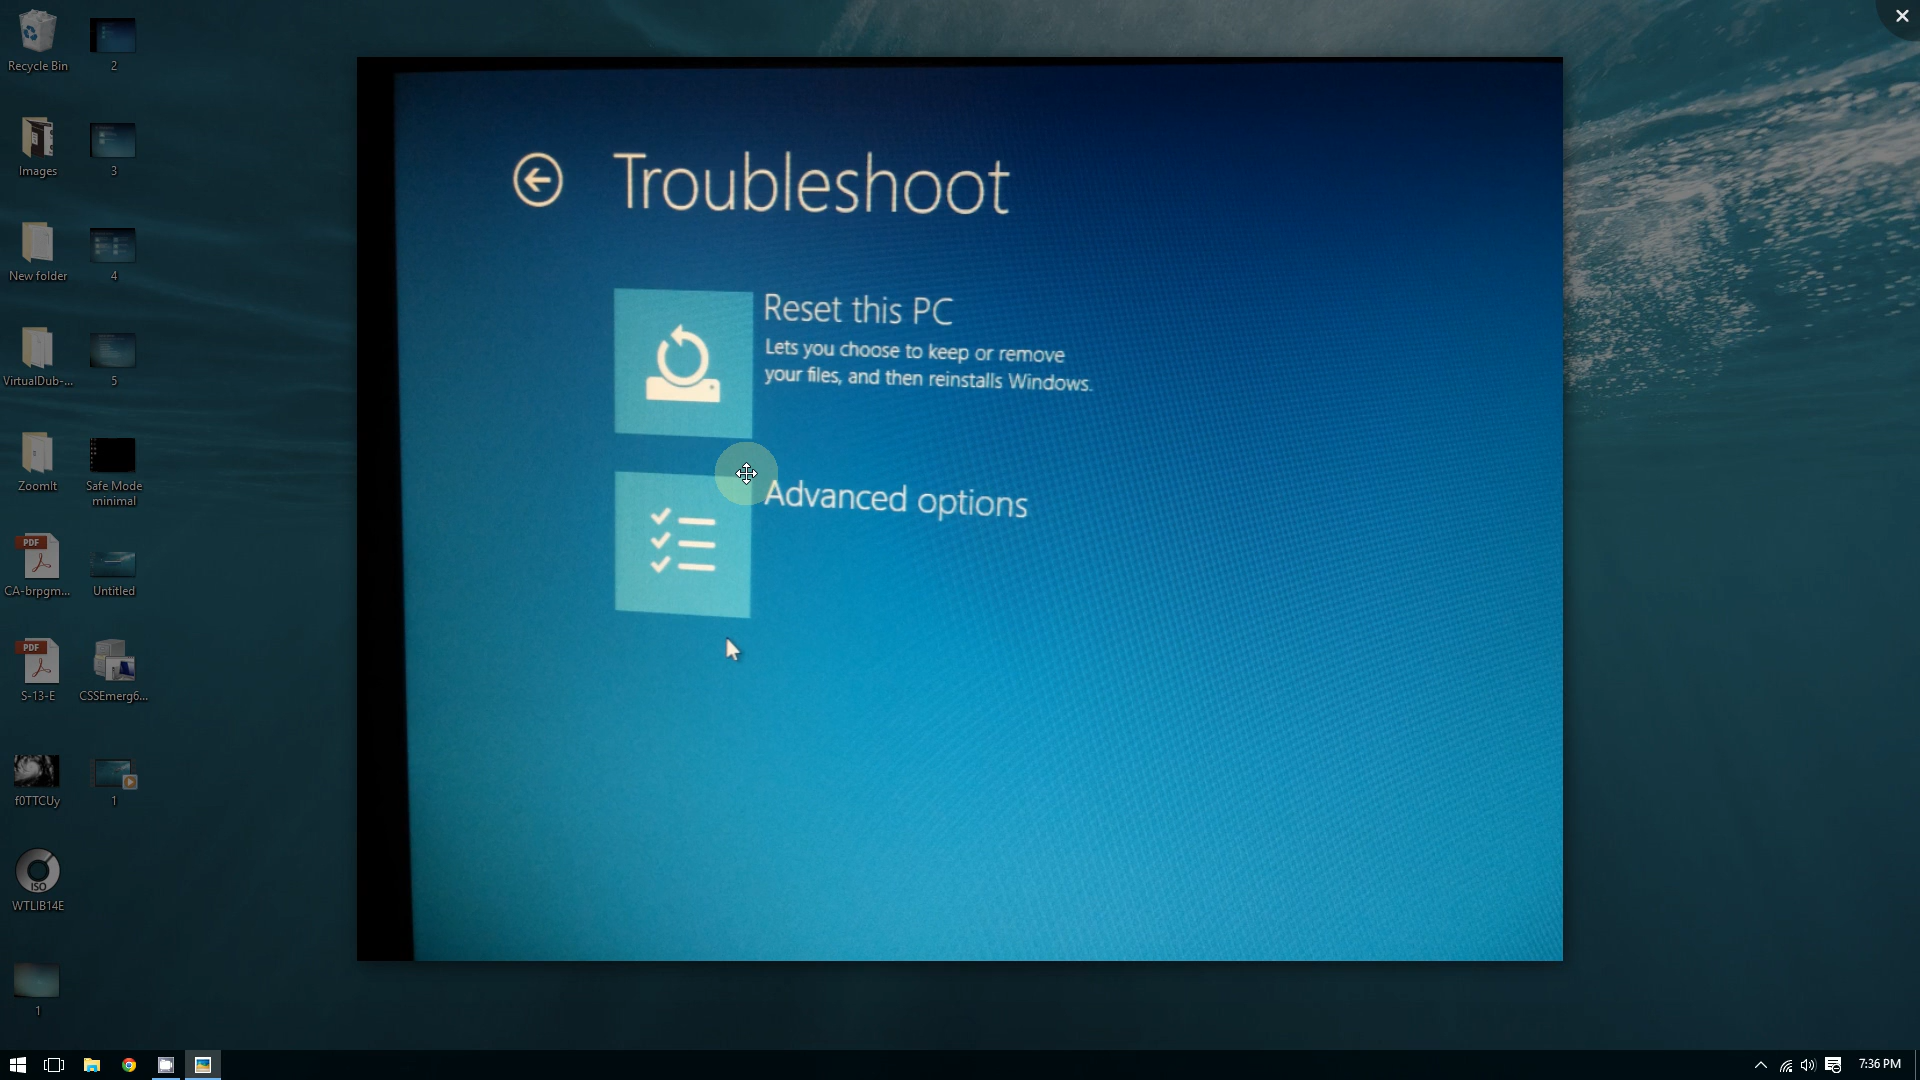 Recycle Bin
2
Images
3
New folder
4
VirtualDub-...
5
ZoomIt
Safe Mode
minimal
CA-brpgm...
Untitled
S-13-E
CSSEmerg6...
f0TTCUy
1
WTLIB14E
1
PDF
PDF
ISO
Troubleshoot
Reset this PC
Lets you choose to keep or remove
your files, and then reinstalls Windows.
Advanced options
7:36 PM